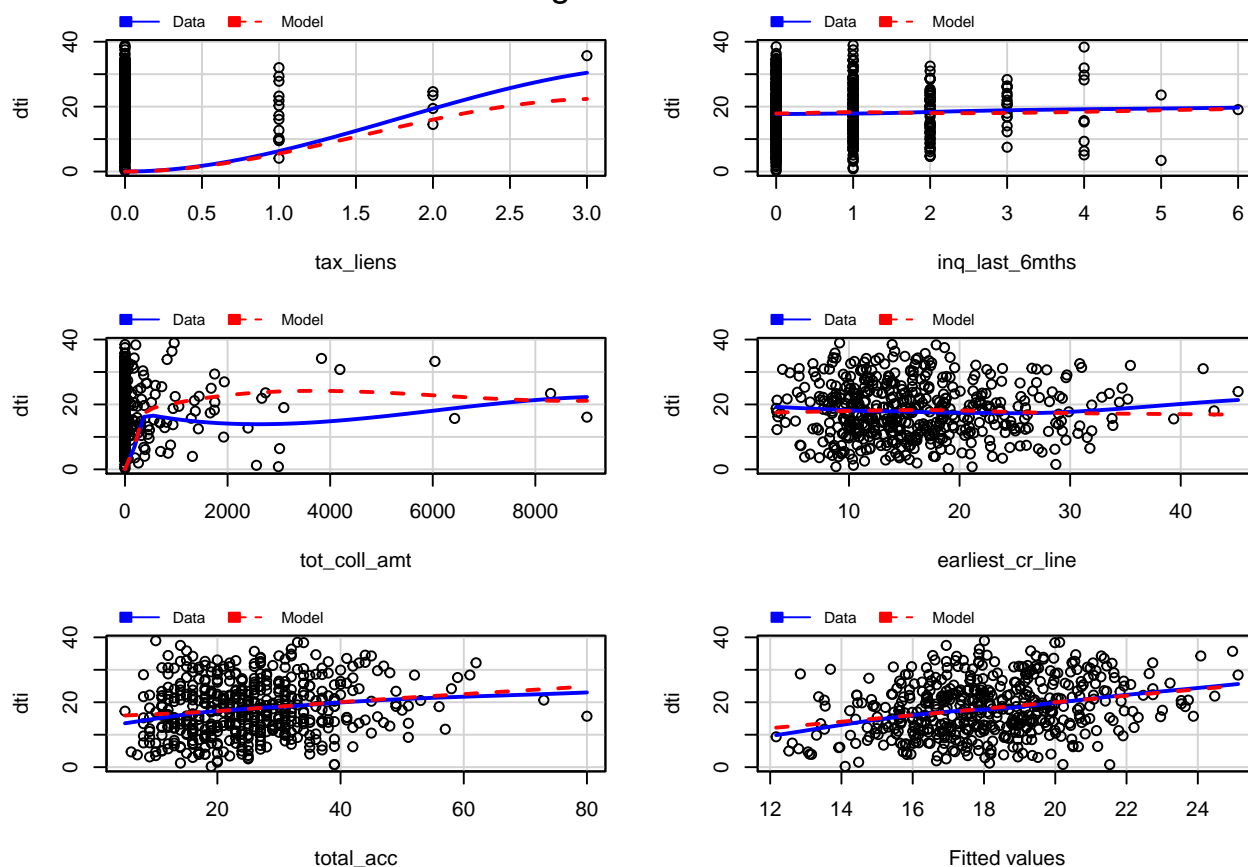 Data Model
dti
0 20 40
0.0 0.5 1.0 1.5 2.0 2.5 3.0
tax_liens
Data Model
dti
0 20 40
0 1 2 3 4 5 6
inq_last_6mths
Data Model
dti
0 20 40
0 2000 4000 6000 8000
tot_coll_amt
Data Model
dti
0 20 40
10 20 30 40
earliest_cr_line
Data Model
dti
0 20 40
20 40 60 80
total_acc
Data Model
dti
0 20 40
12 14 16 18 20 22 24
Fitted values